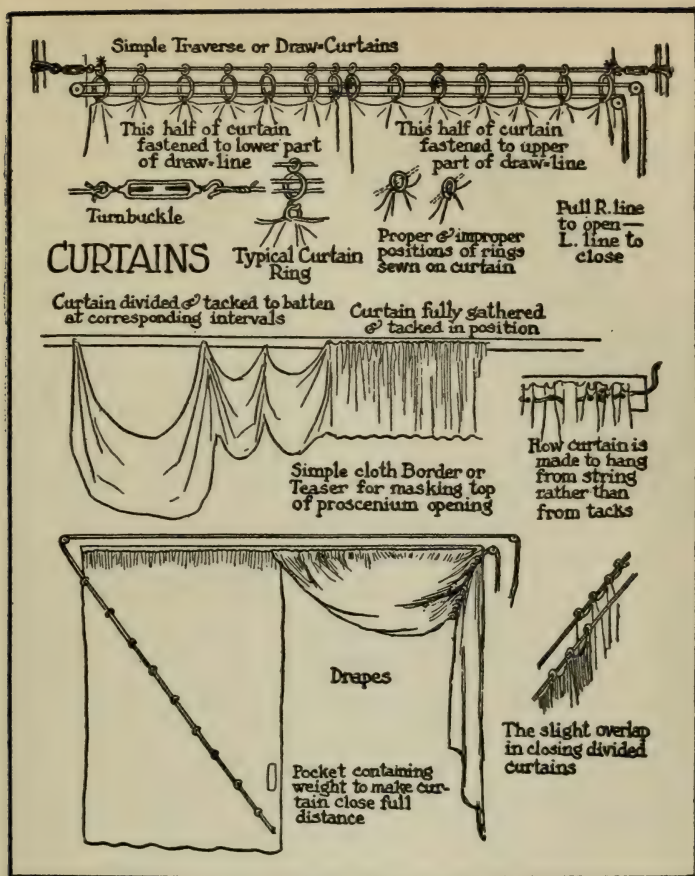 Simple Traverse or Draw-Curtains
This half of curtain
fastened to lower part
of draw-line
This half of curtain
fastened to upper
part of draw-line
Turnbuckle
Typical Curtain
Ring
Proper & improper
positions of rings
sewn on curtain
Pull R. line
to open—
L. line to
close
CURTAINS
Curtain divided & tacked to batten
at corresponding intervals
Curtain fully gathered
& tacked in position
Simple cloth Border or
Teaser for masking top
of proscenium opening
How curtain is
made to hang
from string
rather than
from tacks
Drapes
Pocket containing
weight to make cur-
tain close full
distance
The slight overlap
in closing divided
curtains